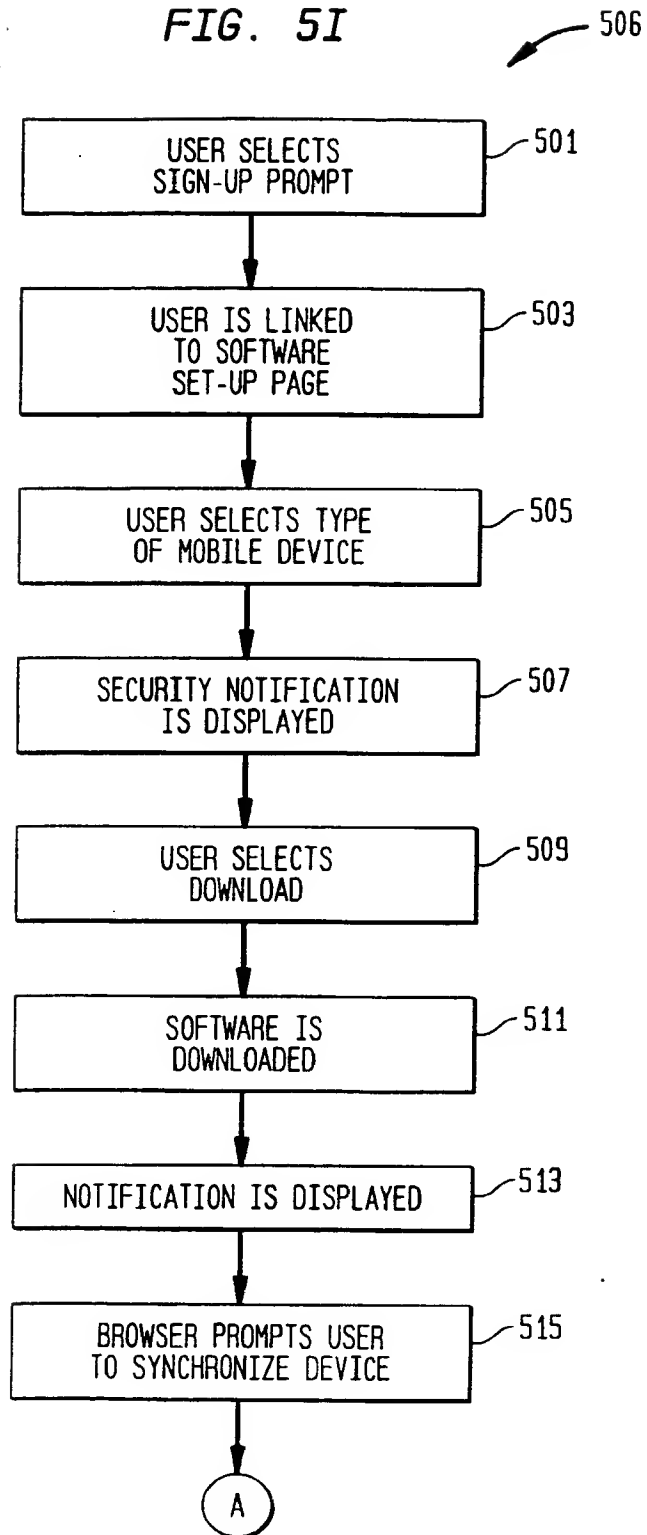 FIG. 5I
506
USER SELECTS
SIGN-UP PROMPT
501
USER IS LINKED
TO SOFTWARE
SET-UP PAGE
503
USER SELECTS TYPE
OF MOBILE DEVICE
505
SECURITY NOTIFICATION
IS DISPLAYED
507
USER SELECTS
DOWNLOAD
509
SOFTWARE IS
DOWNLOADED
511
NOTIFICATION IS DISPLAYED
513
BROWSER PROMPTS USER
TO SYNCHRONIZE DEVICE
515
A